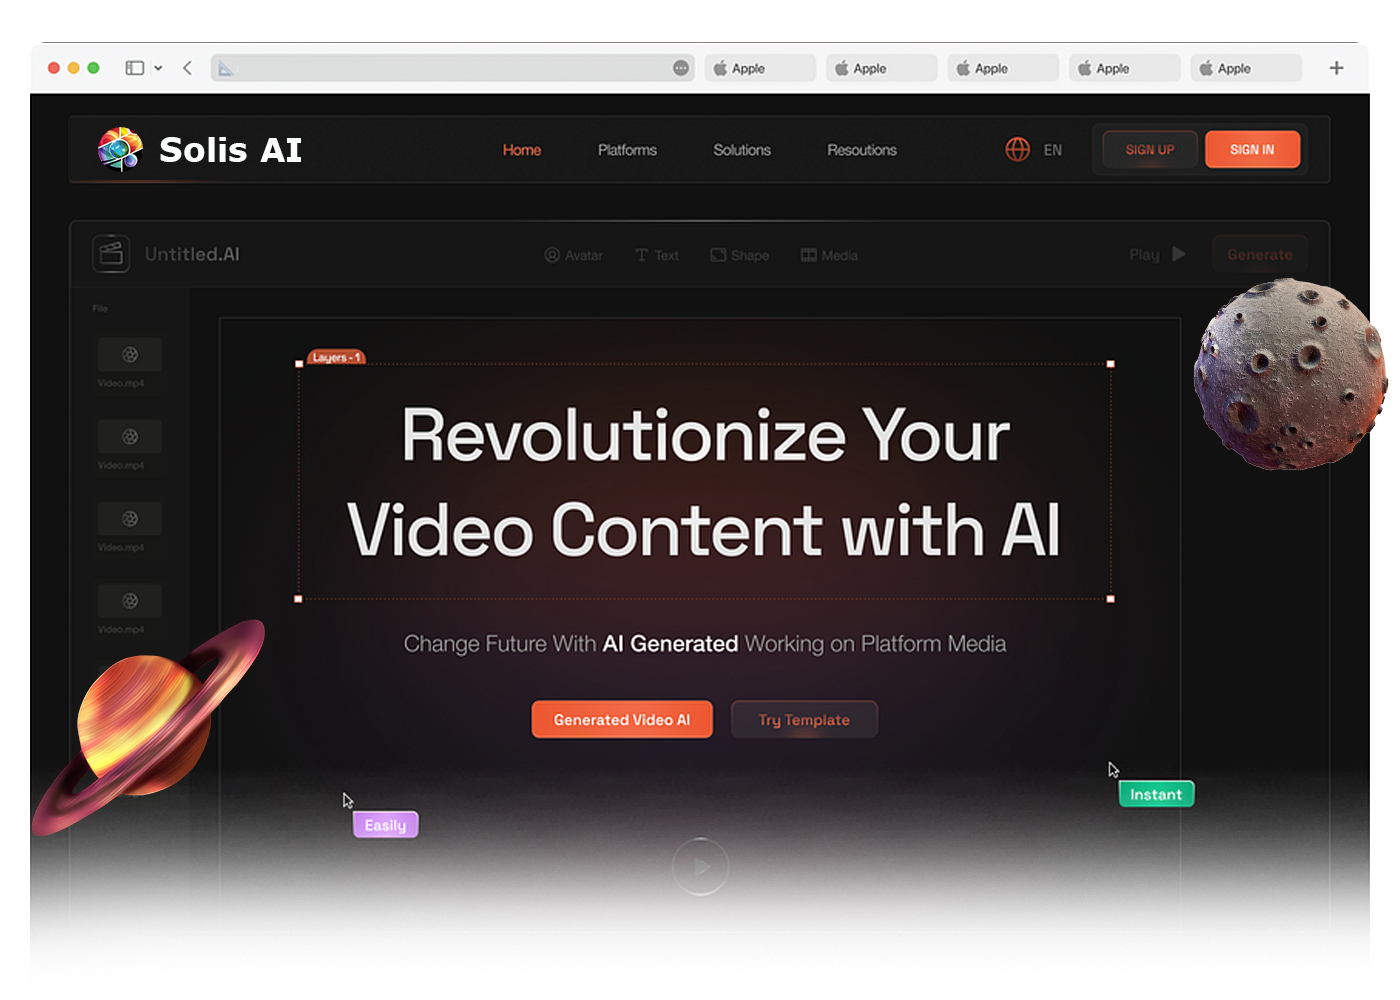 Apple Apple Apple Apple Apple
Solis AI Home Platforms Solutions Resoutions EN SIGN UP SIGN IN
Untitled.AI Avatar Text Shape Media Play Generate
File
Video.mp4
Video.mp4
Video.mp4
Video.mp4
Layers - 1
Revolutionize Your
Video Content with AI
Change Future With AI Generated Working on Platform Media
Generated Video AI Try Template
Instant
Easily